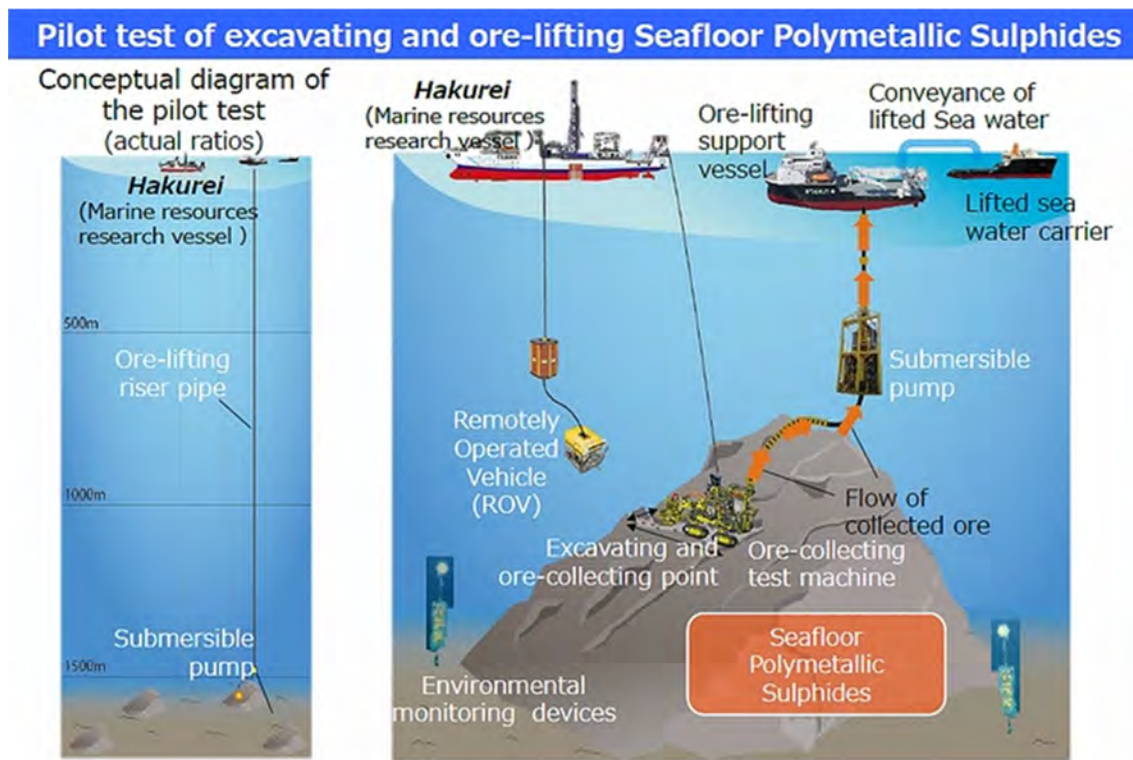 Pilot test of excavating and ore-lifting Seafloor Polymetallic Sulphides
Conceptual diagram of
the pilot test
(actual ratios)
Hakurei
(Marine resources
research vessel )
500m
Ore-lifting
riser pipe
1000m
Submersible
pump
1500m
Hakurei
(Marine resources
research vessel )
Ore-lifting
support
vessel
Conveyance of
lifted Sea water
Lifted sea
water carrier
Submersible
pump
Remotely
Operated
Vehicle
(ROV)
Flow of
collected ore
Excavating and
ore-collecting point
Ore-collecting
test machine
Seafloor
Polymetallic
Sulphides
Environmental
monitoring devices